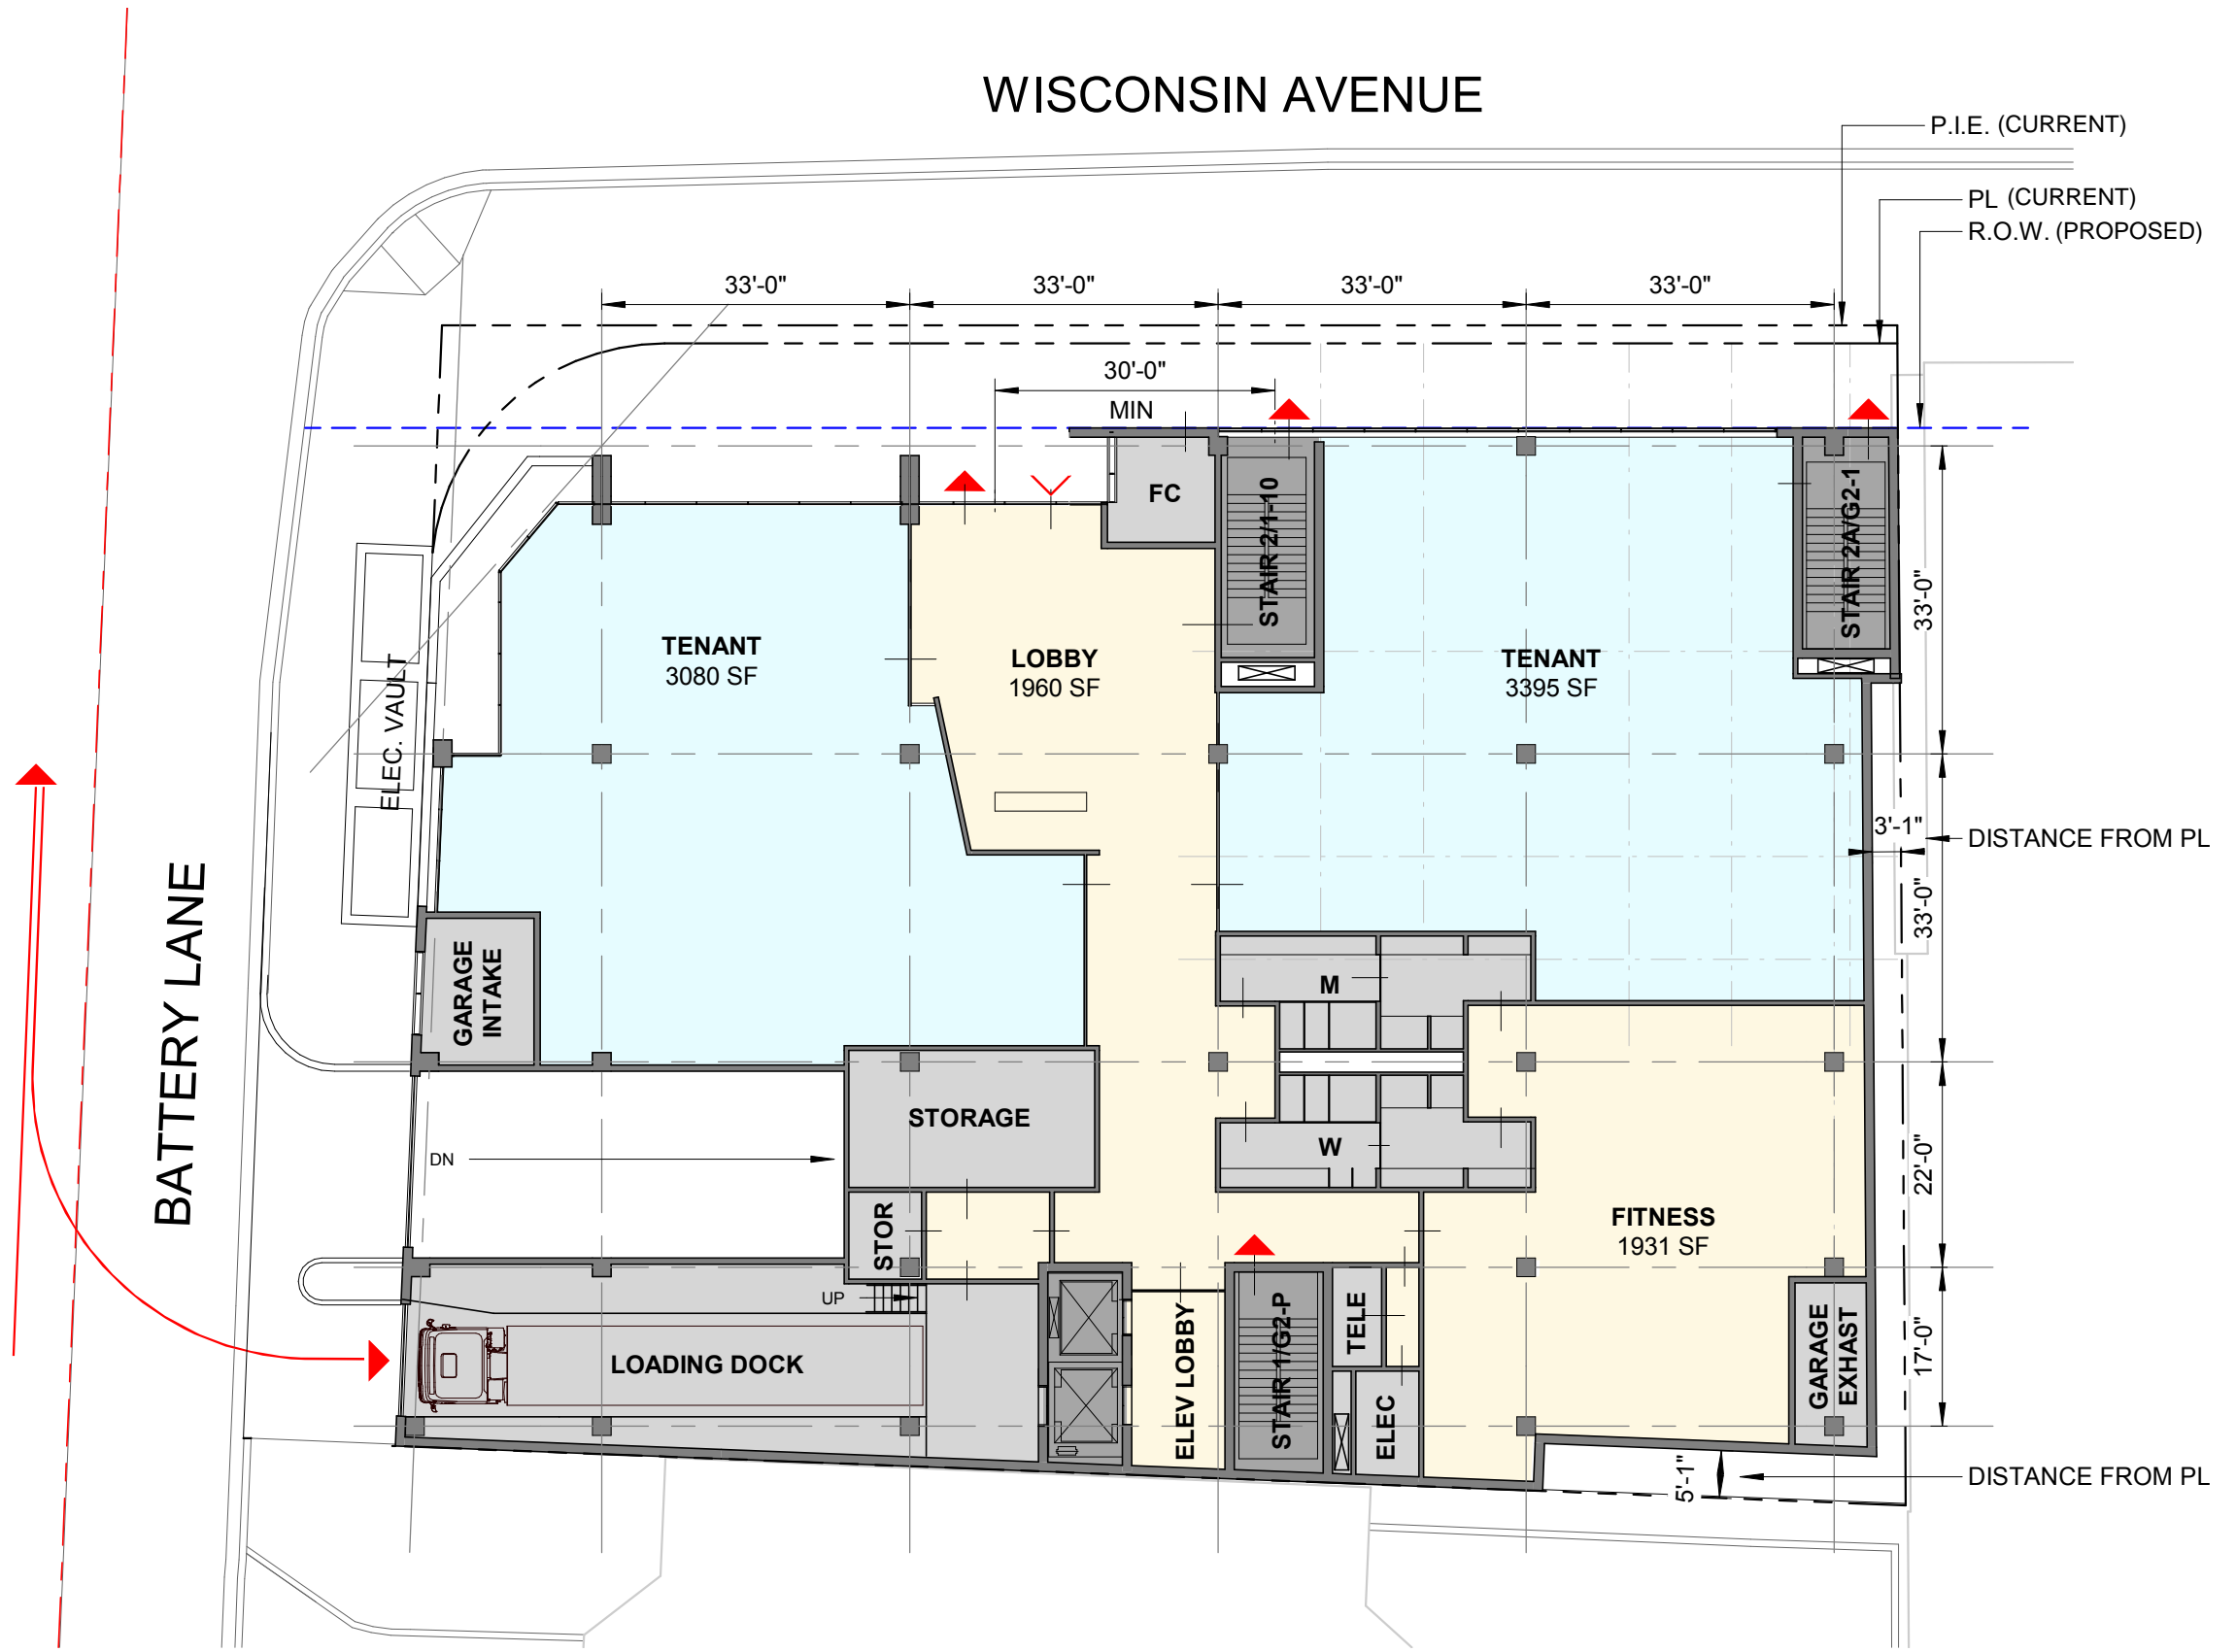 WISCONSIN AVENUE
P.I.E. (CURRENT)
PL (CURRENT)
R.O.W. (PROPOSED)
33'-0"
33'-0"
33'-0"
33'-0"
30'-0"
MIN
FC
STAIR 2/1-10
STAIR 2A/G2-1
33'-0"
TENANT
3080 SF
LOBBY
1960 SF
TENANT
3395 SF
ELEC. VAULT
3'-1"
DISTANCE FROM PL
33'-0"
BATTERY LANE
GARAGE
INTAKE
M
STORAGE
W
DN
22'-0"
STOR
FITNESS
1931 SF
UP
LOADING DOCK
ELEV LOBBY
STAIR 1/G2-P
TELE
ELEC
GARAGE
EXHAST
17'-0"
5'-1"
DISTANCE FROM PL